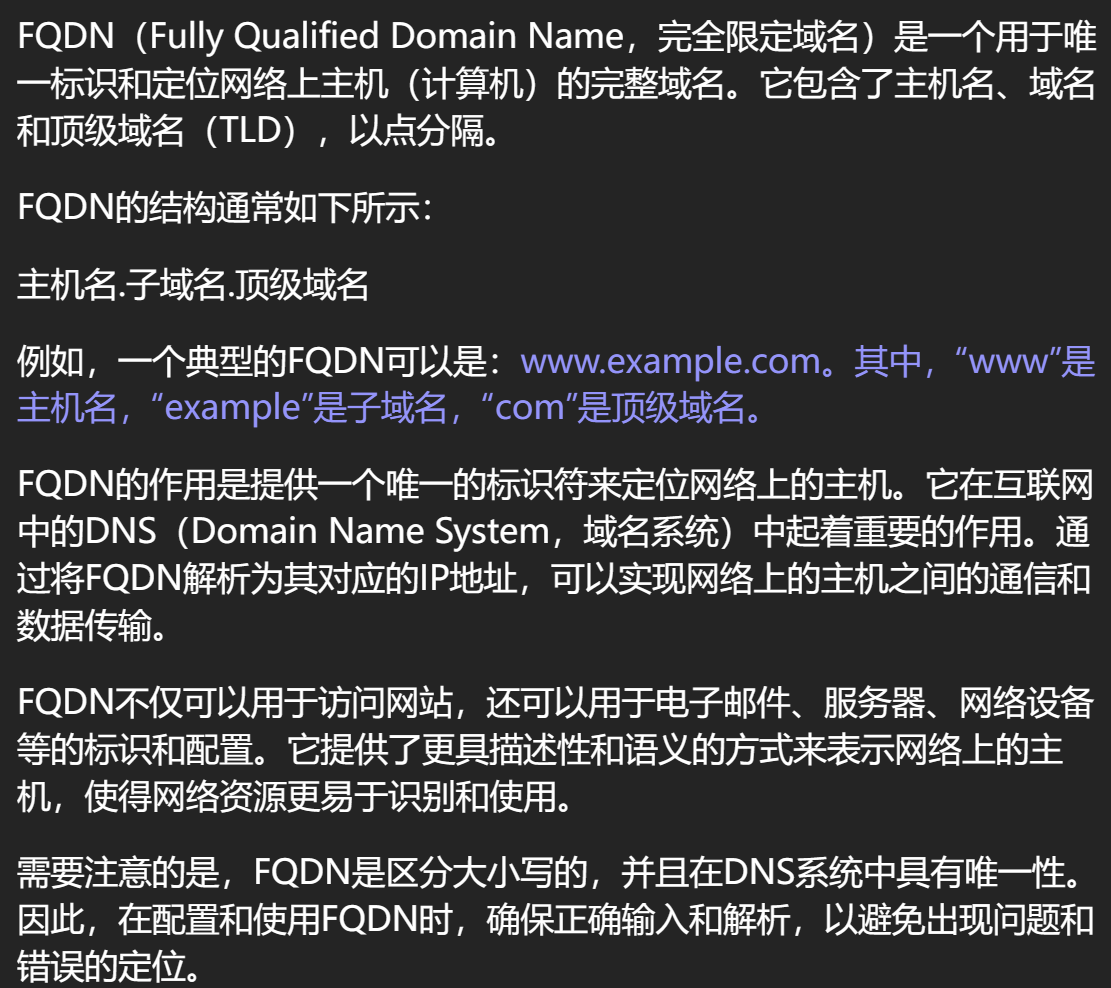 FQDN（Fully Qualified Domain Name，完全限定域名）是一个用于唯
一标识和定位网络上主机（计算机）的完整域名。它包含了主机名、域名
和顶级域名（TLD），以点分隔。
FQDN的结构通常如下所示：
主机名.子域名.顶级域名
例如，一个典型的FQDN可以是：www.example.com。其中，“www”是
主机名，“example”是子域名，“com”是顶级域名。
FQDN的作用是提供一个唯一的标识符来定位网络上的主机。它在互联网
中的DNS（Domain Name System，域名系统）中起着重要的作用。通
过将FQDN解析为其对应的IP地址，可以实现网络上的主机之间的通信和
数据传输。
FQDN不仅可以用于访问网站，还可以用于电子邮件、服务器、网络设备
等的标识和配置。它提供了更具描述性和语义的方式来表示网络上的主
机，使得网络资源更易于识别和使用。
需要注意的是，FQDN是区分大小写的，并且在DNS系统中具有唯一性。
因此，在配置和使用FQDN时，确保正确输入和解析，以避免出现问题和
错误的定位。